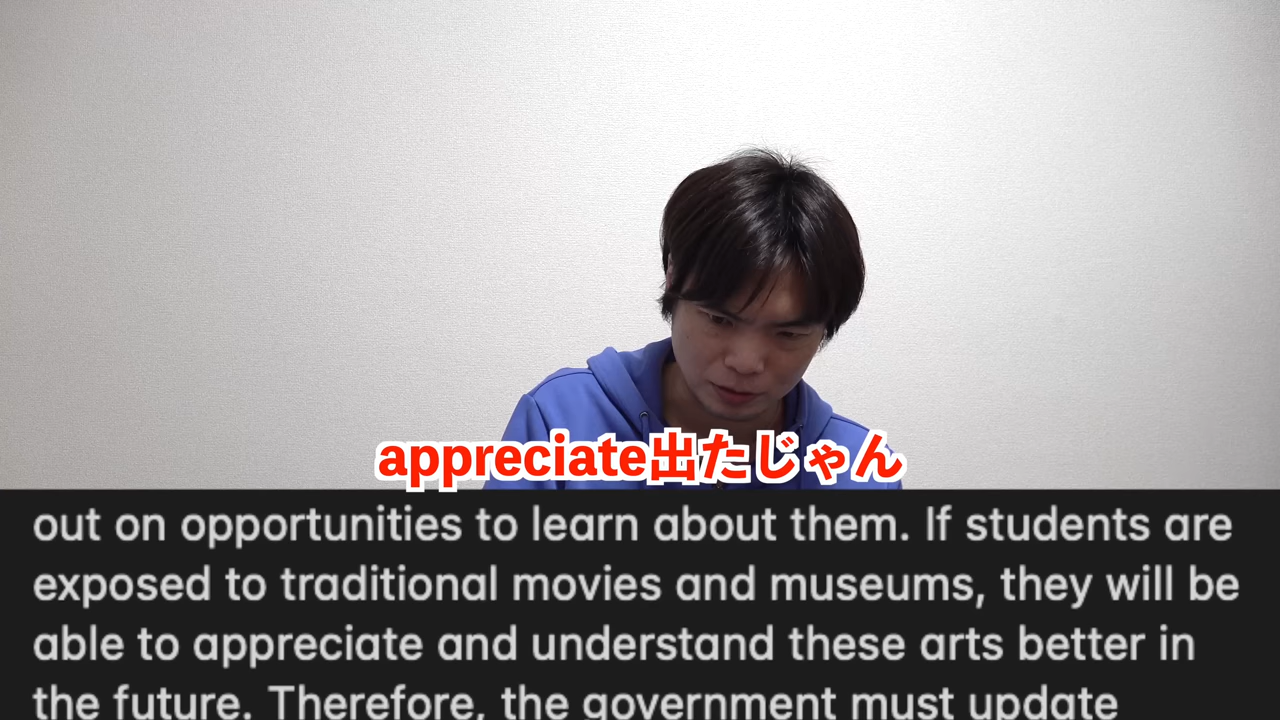 appreciate出たじゃん
out on opportunities to learn about them. If students are
exposed to traditional movies and museums, they will be
able to appreciate and understand these arts better in
the future. Therefore, the government must update